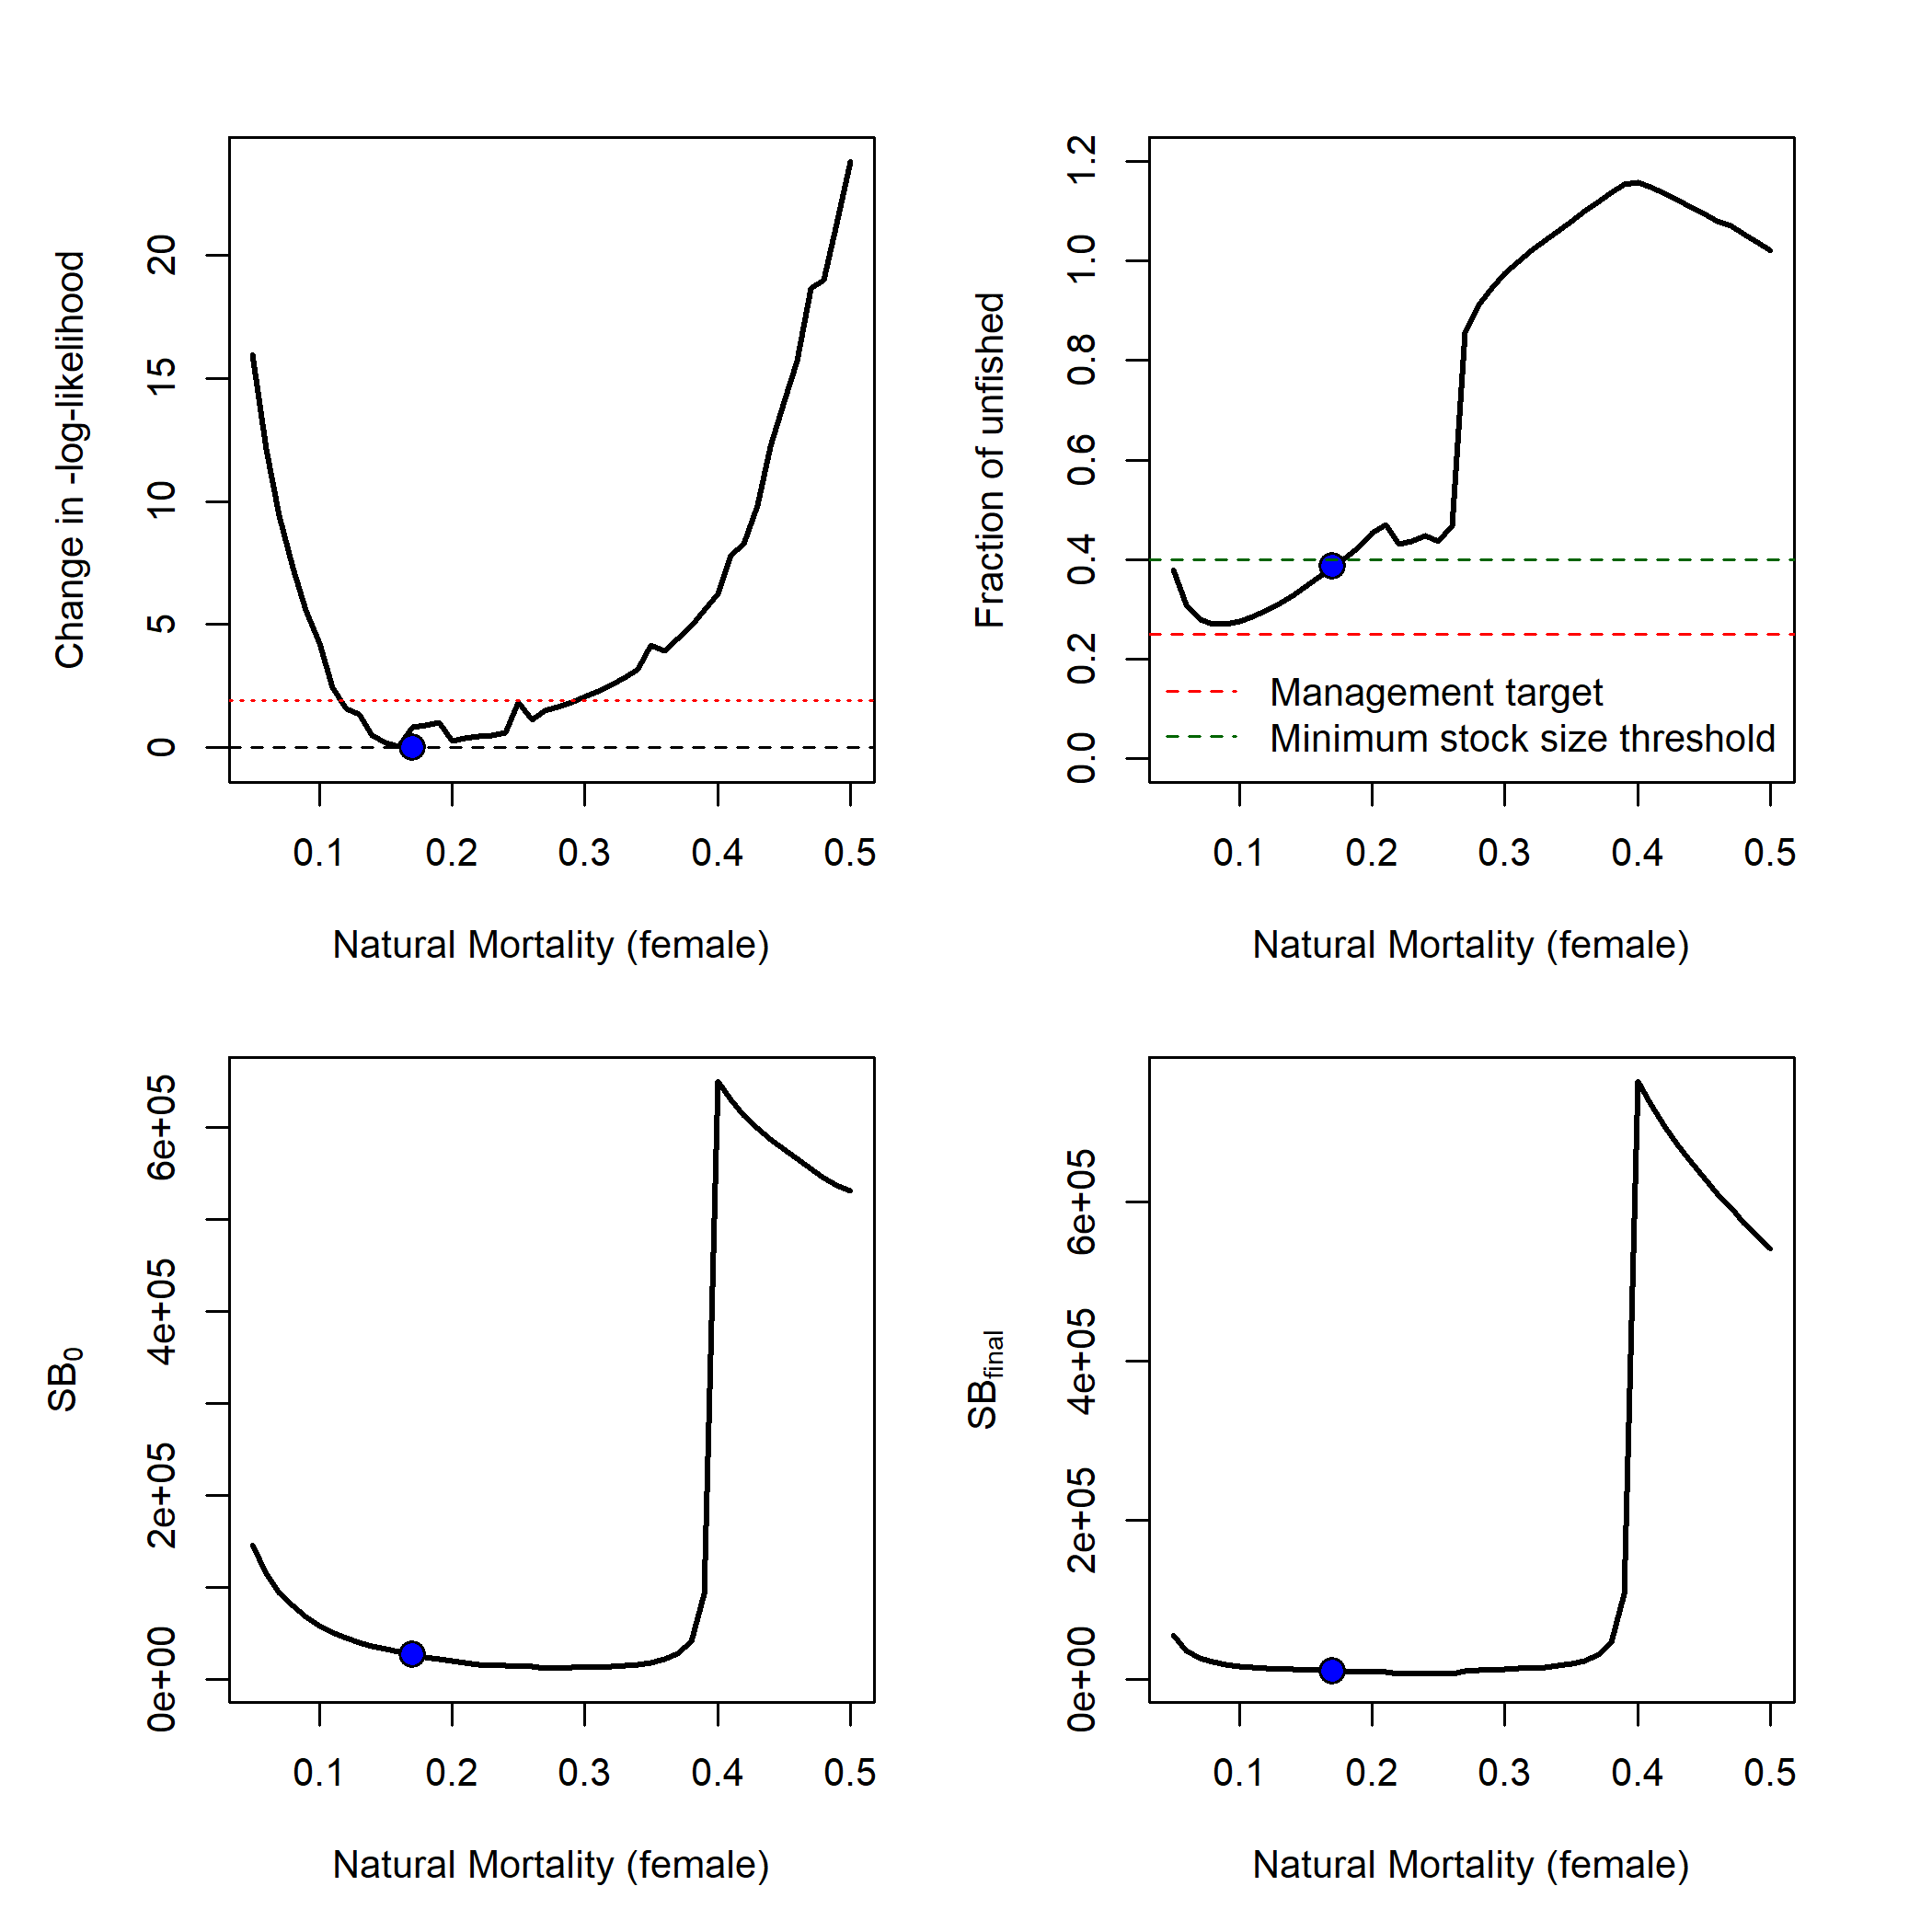 Change in -log-likelihood
20
15
10
5
0
0.1 0.2 0.3 0.4 0.5
Natural Mortality (female)
Fraction of unfished
1.2
1.0
0.8
0.6
0.4
0.2
0.0
Management target
Minimum stock size threshold
0.1 0.2 0.3 0.4 0.5
Natural Mortality (female)
SB0
6e+05
4e+05
2e+05
0e+00
0.1 0.2 0.3 0.4 0.5
Natural Mortality (female)
SBfinal
6e+05
4e+05
2e+05
0e+00
0.1 0.2 0.3 0.4 0.5
Natural Mortality (female)